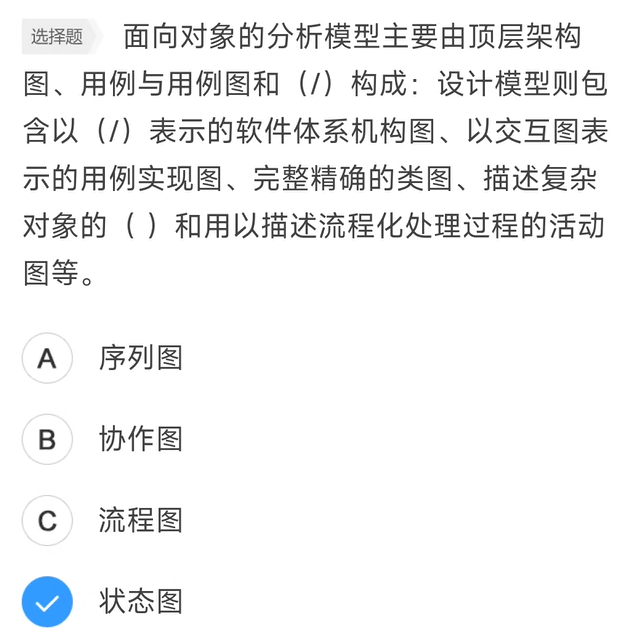 选择题 面向对象的分析模型主要由顶层架构
图、用例与用例图和（/）构成：设计模型则包
含以（/）表示的软件体系机构图、以交互图表
示的用例实现图、完整精确的类图、描述复杂
对象的（ ）和用以描述流程化处理过程的活动
图等。
A 序列图
B 协作图
C 流程图
状态图